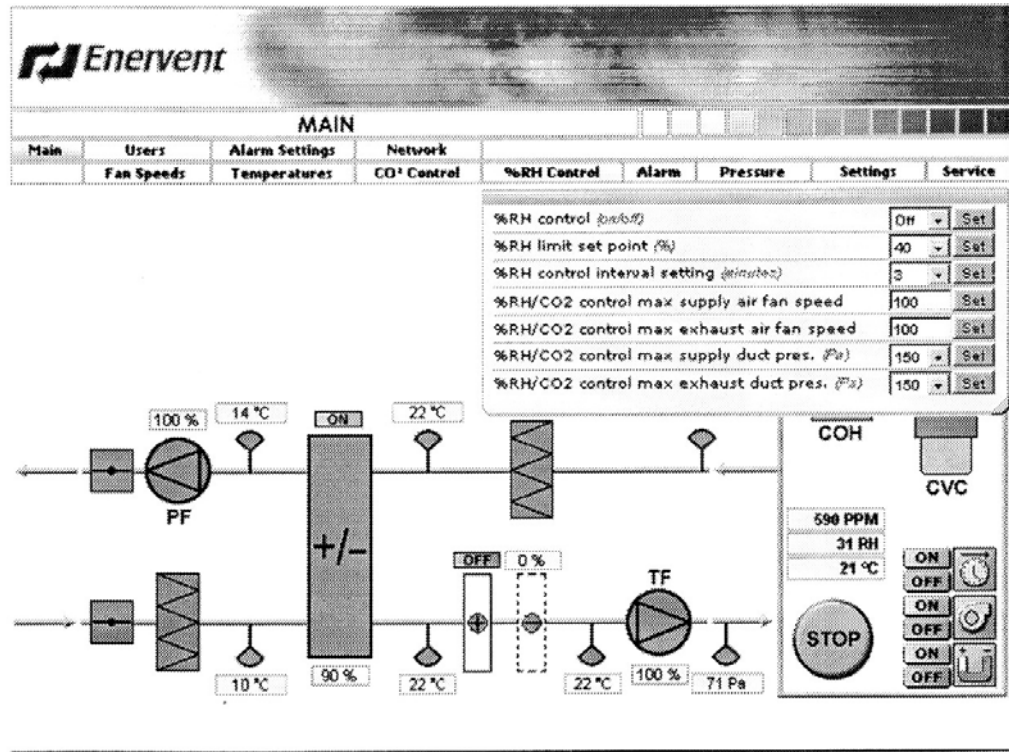 Enervent
MAIN
Main Users Alarm Settings Network
Fan Speeds Temperatures CO² Control %RH Control Alarm Pressure Settings Service
%RH control (on/off) Off Set
%RH limit set point (%) 40 Set
%RH control interval setting (minutes) 3 Set
%RH/CO2 control max supply air fan speed 100 Set
%RH/CO2 control max exhaust air fan speed 100 Set
%RH/CO2 control max supply duct pres. (Pa) 150 Set
%RH/CO2 control max exhaust duct pres. (Pa) 150 Set
100 % 14 °C ON 22 °C
COH
CVC
PF
+/-
590 PPM
31 RH
21 °C
OFF 0 %
TF
ON
OFF
ON
OFF
ON
OFF
STOP
10 °C 90 % 22 °C 22 °C 100 % 71 Pa